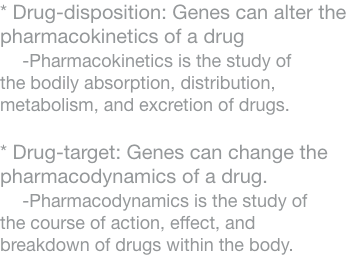 * Drug-disposition: Genes can alter the
pharmacokinetics of a drug
-Pharmacokinetics is the study of
the bodily absorption, distribution,
metabolism, and excretion of drugs.
* Drug-target: Genes can change the
pharmacodynamics of a drug.
-Pharmacodynamics is the study of
the course of action, effect, and
breakdown of drugs within the body.